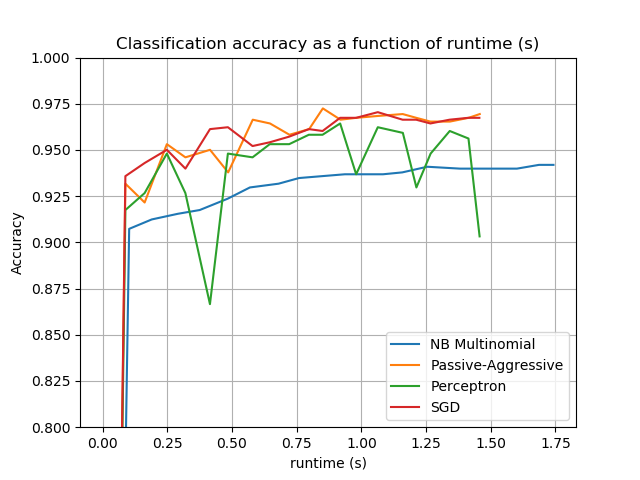 Classification accuracy as a function of runtime (s)
1.000
0.975
0.950
0.925
0.900
0.875
0.850
0.825
0.800
Accuracy
NB Multinomial
Passive-Aggressive
Perceptron
SGD
0.00 0.25 0.50 0.75 1.00 1.25 1.50 1.75
runtime (s)